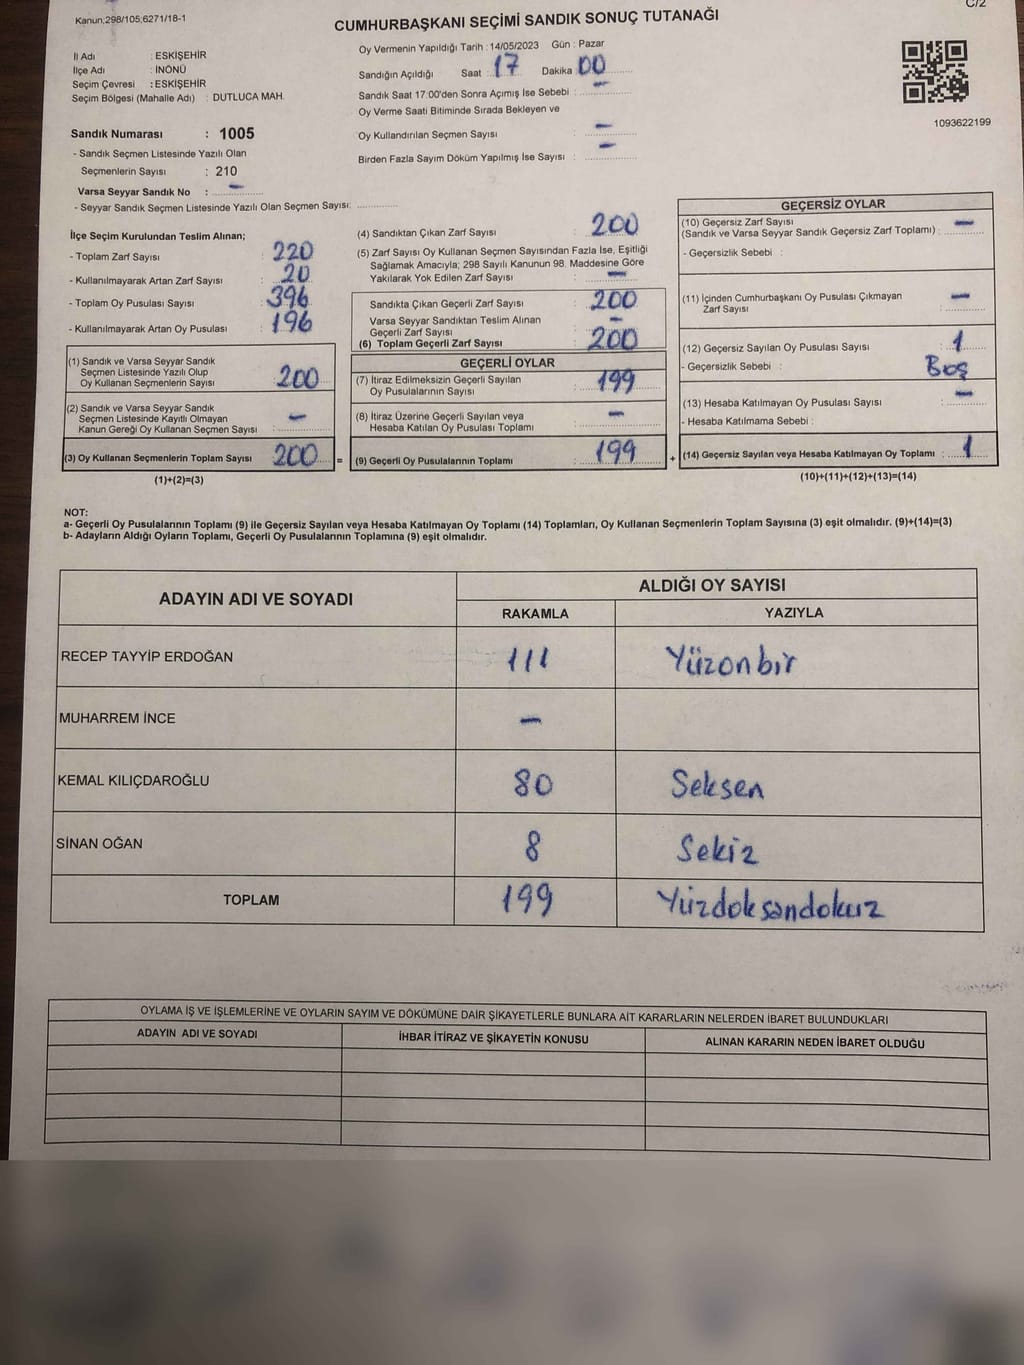 C/2
Kanun;298/105;6271/18-1
CUMHURBAŞKANI SEÇİMİ SANDIK SONUÇ TUTANAĞI
İl Adı : ESKİŞEHİR
İlçe Adı : İNÖNÜ
Seçim Çevresi : ESKİŞEHİR
Seçim Bölgesi (Mahalle Adı) : DUTLUCA MAH.
Sandık Numarası : 1005
- Sandık Seçmen Listesinde Yazılı Olan
Seçmenlerin Sayısı : 210
Varsa Seyyar Sandık No : –
- Seyyar Sandık Seçmen Listesinde Yazılı Olan Seçmen Sayısı:
Oy Vermenin Yapıldığı Tarih : 14/05/2023 Gün : Pazar
Sandığın Açıldığı Saat : 17 Dakika 00
Sandık Saat 17:00'den Sonra Açımış İse Sebebi : –
Oy Verme Saati Bitiminde Sırada Bekleyen ve
Oy Kullandırılan Seçmen Sayısı : –
Birden Fazla Sayım Döküm Yapılmış İse Sayısı : –
1093622199
İlçe Seçim Kurulundan Teslim Alınan;
- Toplam Zarf Sayısı : 220
- Kullanılmayarak Artan Zarf Sayısı : 20
- Toplam Oy Pusulası Sayısı : 396
- Kullanılmayarak Artan Oy Pusulası : 196
(1) Sandık ve Varsa Seyyar Sandık
Seçmen Listesinde Yazılı Olup
Oy Kullanan Seçmenlerin Sayısı : 200
(2) Sandık ve Varsa Seyyar Sandık
Seçmen Listesinde Kayıtlı Olmayan
Kanun Gereği Oy Kullanan Seçmen Sayısı : –
(3) Oy Kullanan Seçmenlerin Toplam Sayısı : 200 =
(1)+(2)=(3)
(4) Sandıktan Çıkan Zarf Sayısı : 200
(5) Zarf Sayısı Oy Kullanan Seçmen Sayısından Fazla İse, Eşitliği
Sağlamak Amacıyla; 298 Sayılı Kanunun 98. Maddesine Göre
Yakılarak Yok Edilen Zarf Sayısı : –
Sandıkta Çıkan Geçerli Zarf Sayısı : 200
Varsa Seyyar Sandıktan Teslim Alınan
Geçerli Zarf Sayısı : –
(6) Toplam Geçerli Zarf Sayısı : 200
GEÇERLİ OYLAR
(7) İtiraz Edilmeksizin Geçerli Sayılan
Oy Pusulalarının Sayısı : 199
(8) İtiraz Üzerine Geçerli Sayılan veya
Hesaba Katılan Oy Pusulası Toplamı : –
(9) Geçerli Oy Pusulalarının Toplamı : 199 +
GEÇERSİZ OYLAR
(10) Geçersiz Zarf Sayısı
(Sandık ve Varsa Seyyar Sandık Geçersiz Zarf Toplamı) : –
- Geçersizlik Sebebi :
(11) İçinden Cumhurbaşkanı Oy Pusulası Çıkmayan
Zarf Sayısı : –
(12) Geçersiz Sayılan Oy Pusulası Sayısı : 1
- Geçersizlik Sebebi : Boş
(13) Hesaba Katılmayan Oy Pusulası Sayısı : –
- Hesaba Katılmama Sebebi :
(14) Geçersiz Sayılan veya Hesaba Katılmayan Oy Toplamı : 1
(10)+(11)+(12)+(13)=(14)
NOT:
a- Geçerli Oy Pusulalarının Toplamı (9) ile Geçersiz Sayılan veya Hesaba Katılmayan Oy Toplamı (14) Toplamları, Oy Kullanan Seçmenlerin Toplam Sayısına (3) eşit olmalıdır. (9)+(14)=(3)
b- Adayların Aldığı Oyların Toplamı, Geçerli Oy Pusulalarının Toplamına (9) eşit olmalıdır.
ADAYIN ADI VE SOYADI ALDIĞI OY SAYISI
RAKAMLA YAZIYLA
RECEP TAYYİP ERDOĞAN 111 Yüzonbir
MUHARREM İNCE –
KEMAL KILIÇDAROĞLU 80 Seksen
SİNAN OĞAN 8 Sekiz
TOPLAM 199 Yüzdoksandokuz
OYLAMA İŞ VE İŞLEMLERİNE VE OYLARIN SAYIM VE DÖKÜMÜNE DAİR ŞİKAYETLERLE BUNLARA AİT KARARLARIN NELERDEN İBARET BULUNDUKLARI
ADAYIN ADI VE SOYADI İHBAR İTİRAZ VE ŞİKAYETİN KONUSU ALINAN KARARIN NEDEN İBARET OLDUĞU